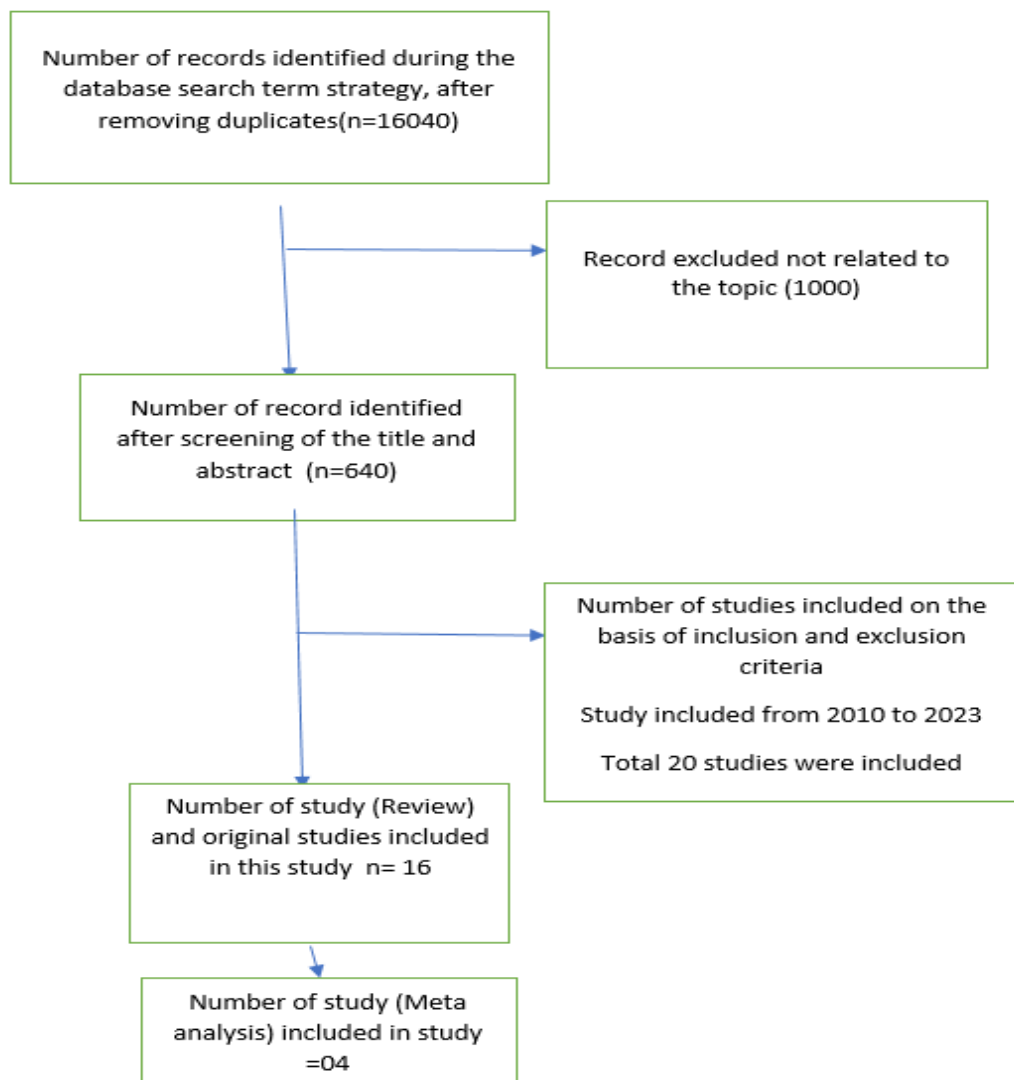 Number of records identified during the
database search term strategy, after
removing duplicates(n=16040)
Record excluded not related to
the topic (1000)
Number of record identified
after screening of the title and
abstract (n=640)
Number of studies included on the
basis of inclusion and exclusion
criteria
Study included from 2010 to 2023
Total 20 studies were included
Number of study (Review)
and original studies included
in this study n= 16
Number of study (Meta
analysis) included in study
=04